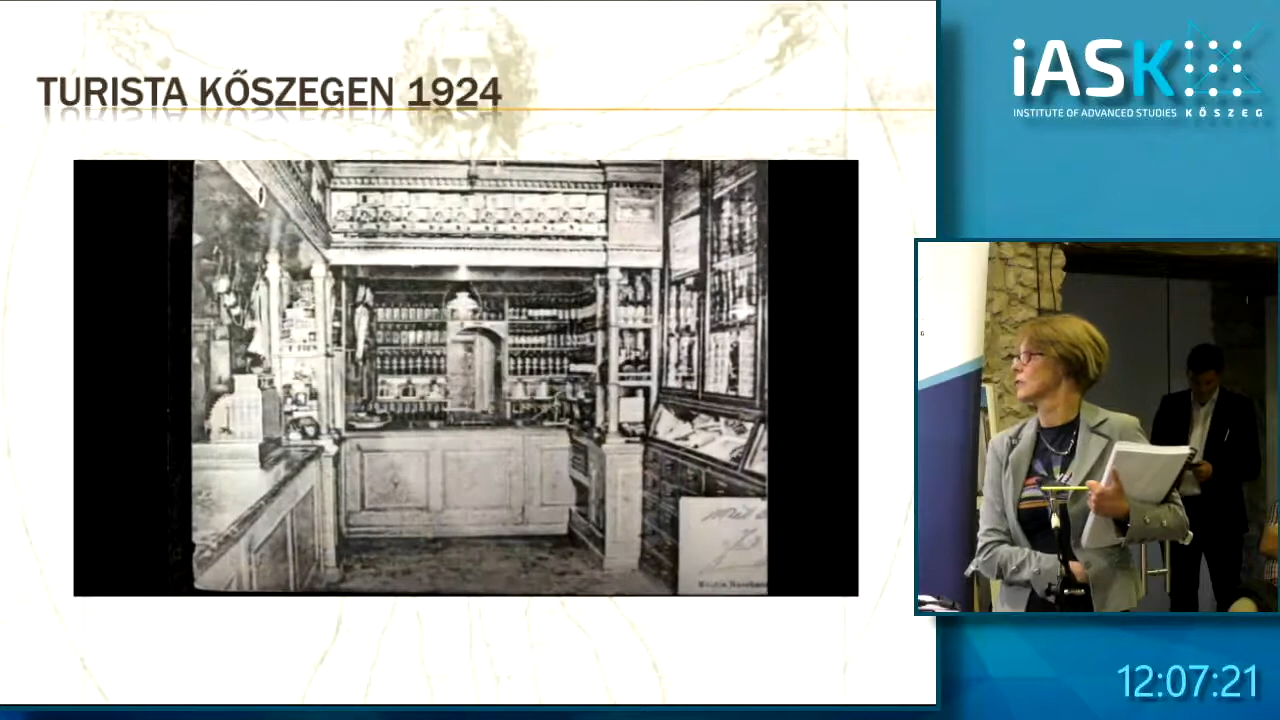 TURISTA KŐSZEGEN 1924
iASK
INSTITUTE OF ADVANCED STUDIES KŐSZEG
12:07:21